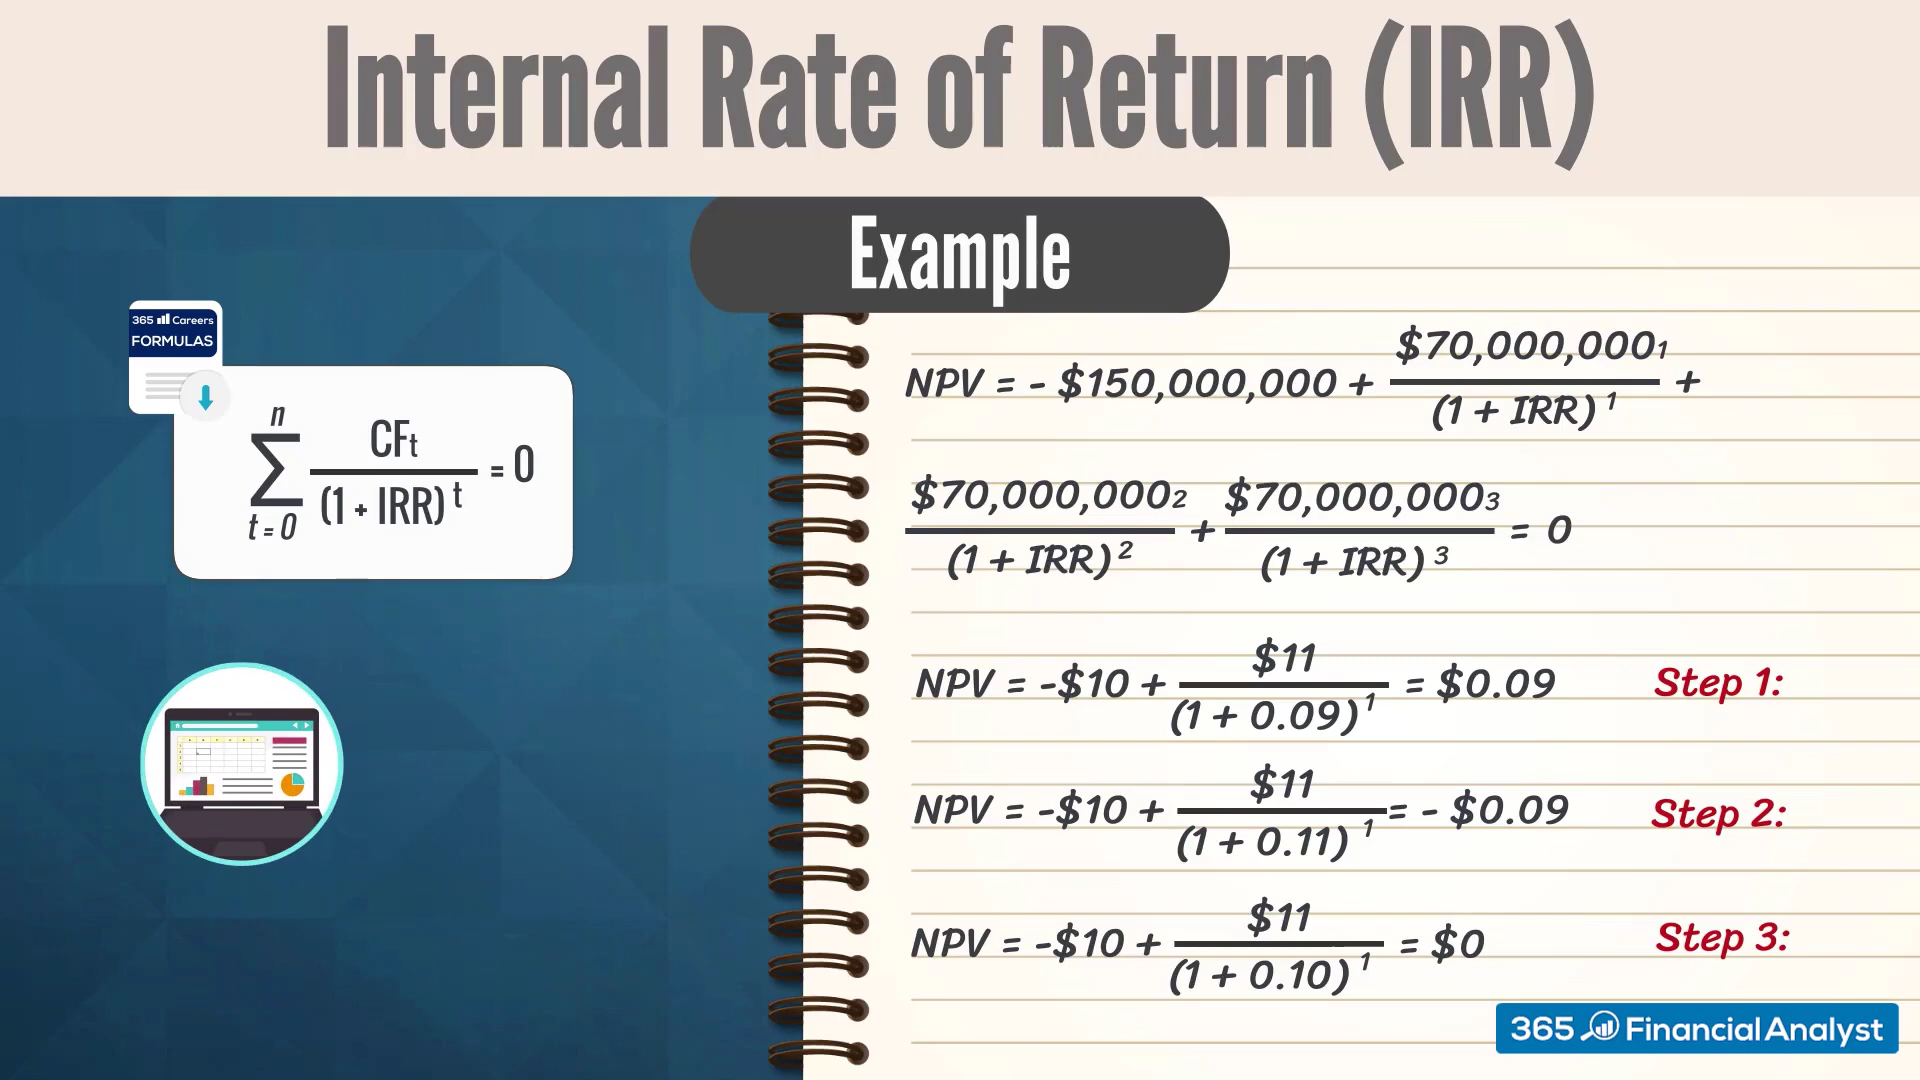 Internal Rate of Return (IRR)
Example
365 Careers
FORMULAS
n
∑ CFt / (1 + IRR)^t = 0
t = 0
NPV = - $150,000,000 + $70,000,000₁ / (1 + IRR)¹ +
$70,000,000₂ / (1 + IRR)² + $70,000,000₃ / (1 + IRR)³ = 0
NPV = -$10 + $11 / (1 + 0.09)¹ = $0.09 Step 1:
NPV = -$10 + $11 / (1 + 0.11)¹ = - $0.09 Step 2:
NPV = -$10 + $11 / (1 + 0.10)¹ = $0 Step 3:
365 Financial Analyst